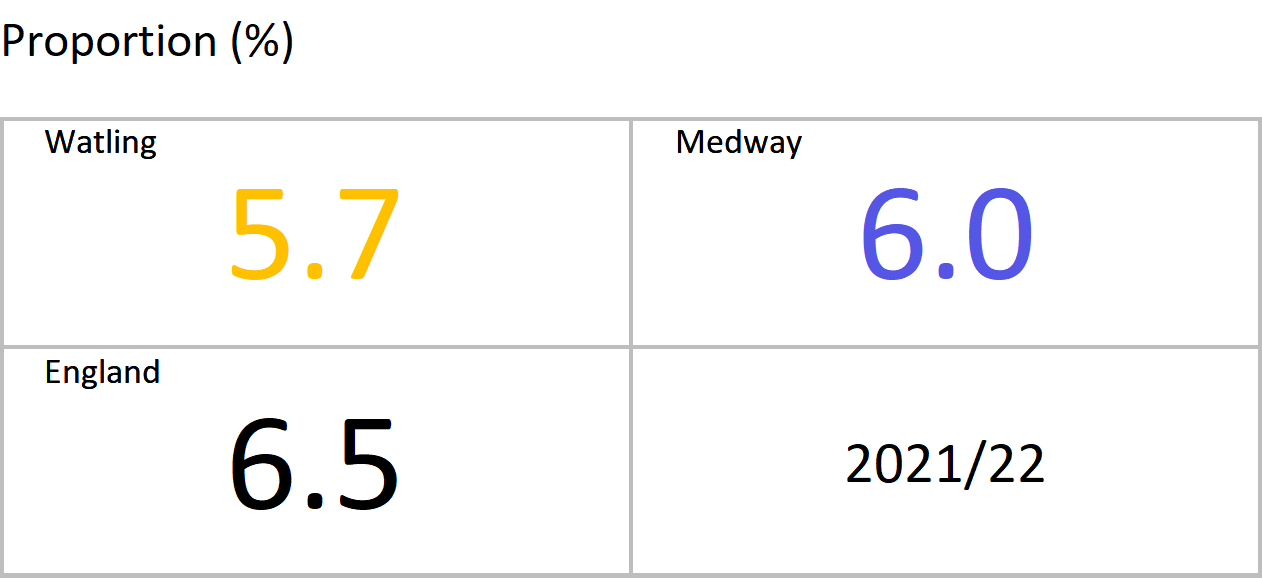 Proportion (%)
Watling
5.7
Medway
6.0
England
6.5
2021/22